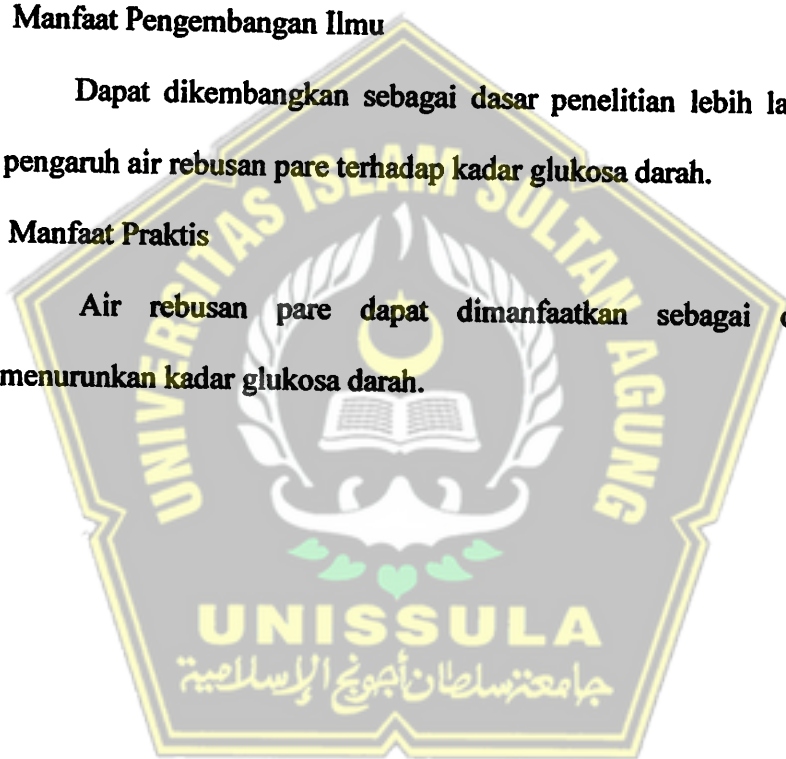 Manfaat Pengembangan Ilmu
Dapat dikembangkan sebagai dasar penelitian lebih
pengaruh air rebusan pare terhadap kadar glukosa darah.
Manfaat Praktis
Air rebusan pare dapat dimanfaatkan sebagai
menurunkan kadar glukosa darah.
UNIVERSITAS ISLAM SULTAN AGUNG
UNISSULA
جامعة سلطان أجونج الإسلامية